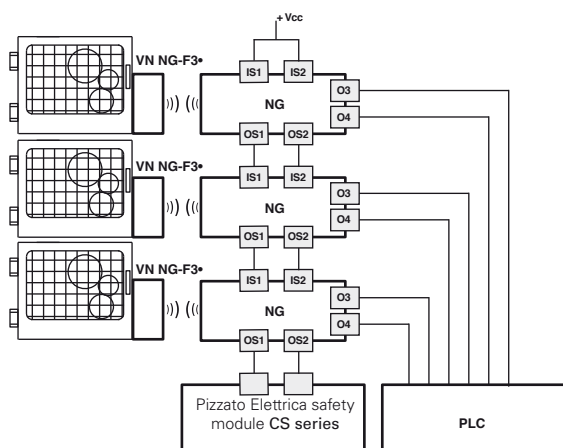 + Vcc
VN NG-F3•
IS1 IS2
NG
O3
O4
OS1 OS2
VN NG-F3•
IS1 IS2
NG
O3
O4
OS1 OS2
VN NG-F3•
IS1 IS2
NG
O3
O4
OS1 OS2
Pizzato Elettrica safety
module CS series
PLC